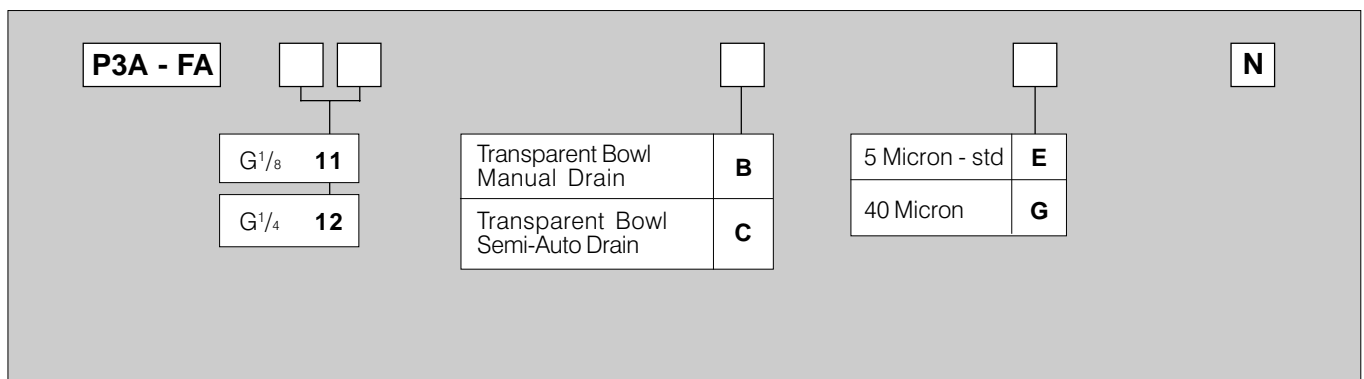 P3A - FA N
G1/8 11
G1/4 12
Transparent Bowl
Manual Drain B
Transparent Bowl
Semi-Auto Drain C
5 Micron - std E
40 Micron G